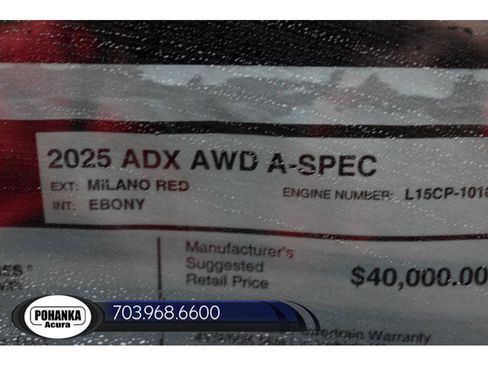 2025 ADX AWD A-SPEC
EXT: MILANO RED
ENGINE NUMBER: L15CP-1018
INT: EBONY
Manufacturer's
Suggested
Retail Price
$40,000.00
POHANKA
Acura
703.968.6600
Warranty